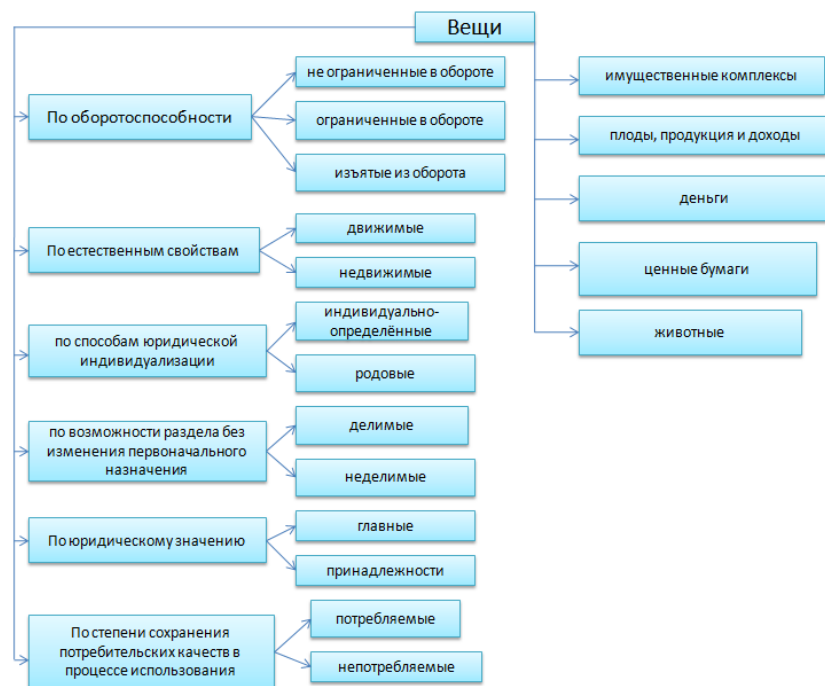 Вещи
По оборотоспособности
не ограниченные в обороте
ограниченные в обороте
изъятые из оборота
По естественным свойствам
движимые
недвижимые
по способам юридической
индивидуализации
индивидуально-
определённые
родовые
по возможности раздела без
изменения первоначального
назначения
делимые
неделимые
По юридическому значению
главные
принадлежности
По степени сохранения
потребительских качеств в
процессе использования
потребляемые
непотребляемые
имущественные комплексы
плоды, продукция и доходы
деньги
ценные бумаги
животные